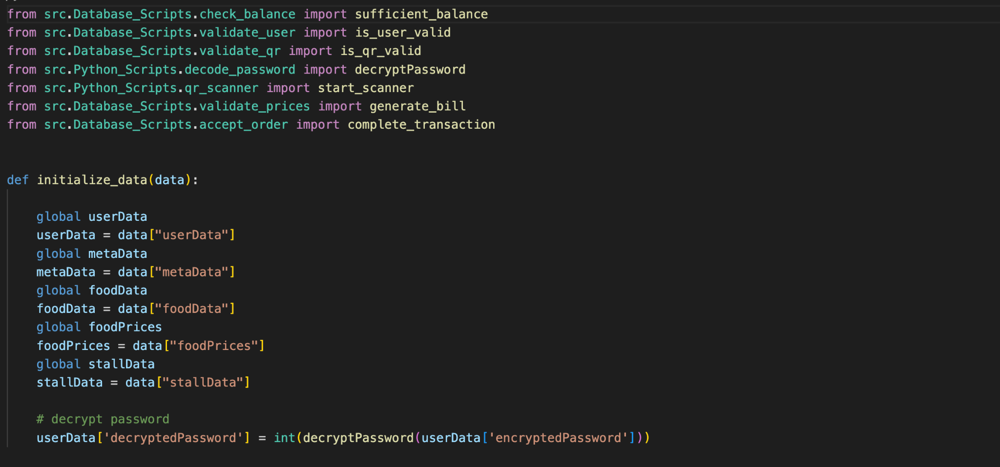 from src.Database_Scripts.check_balance import sufficient_balance
from src.Database_Scripts.validate_user import is_user_valid
from src.Database_Scripts.validate_qr import is_qr_valid
from src.Python_Scripts.decode_password import decryptPassword
from src.Python_Scripts.qr_scanner import start_scanner
from src.Database_Scripts.validate_prices import generate_bill
from src.Database_Scripts.accept_order import complete_transaction
def initialize_data(data):
    global userData
    userData = data["userData"]
    global metaData
    metaData = data["metaData"]
    global foodData
    foodData = data["foodData"]
    global foodPrices
    foodPrices = data["foodPrices"]
    global stallData
    stallData = data["stallData"]
    # decrypt password
    userData['decryptedPassword'] = int(decryptPassword(userData['encryptedPassword']))